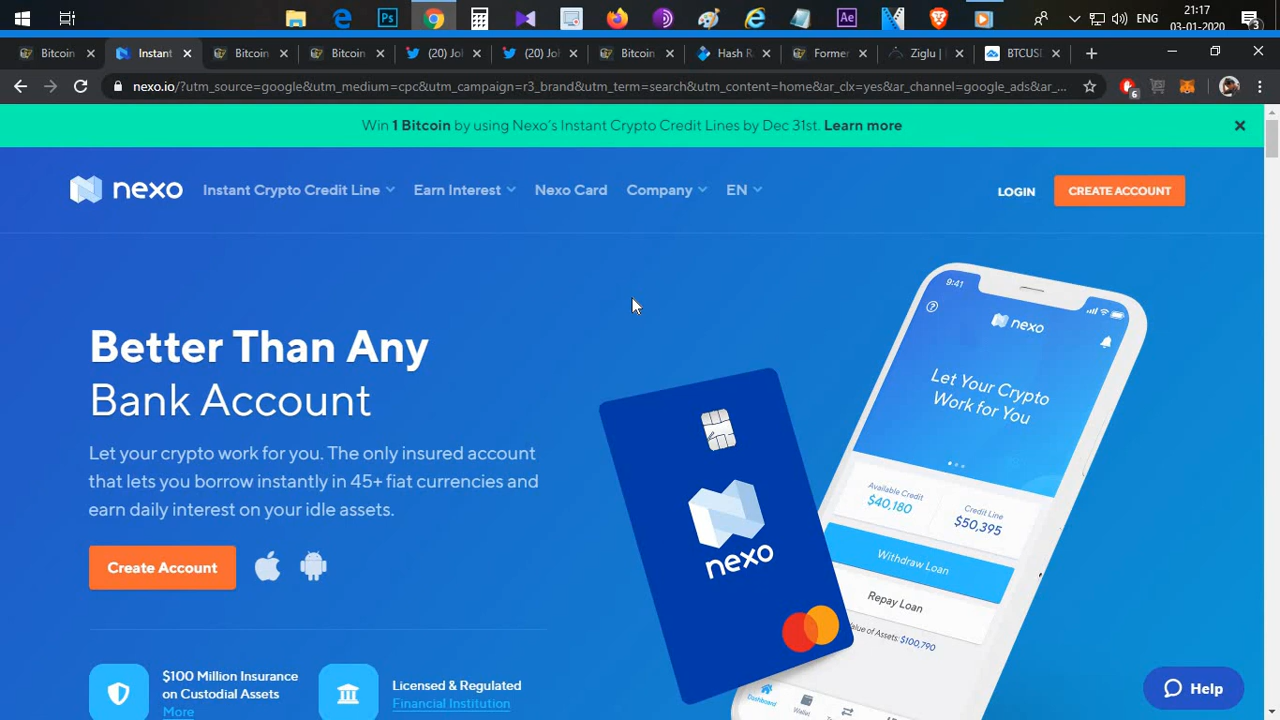 Ps
Ae
ENG
21:17
03-01-2020
3
Bitcoin
Instant
Bitcoin
Bitcoin
(20) Jo
(20) Jo
Bitcoin
Hash R
Former
Ziglu |
BTCUS
nexo.io/?utm_source=google&utm_medium=cpc&utm_campaign=r3_brand&utm_term=search&utm_content=home&ar_clx=yes&ar_channel=google_ads&ar_...
6
Win 1 Bitcoin by using Nexo's Instant Crypto Credit Lines by Dec 31st. Learn more
nexo
Instant Crypto Credit Line
Earn Interest
Nexo Card
Company
EN
LOGIN
CREATE ACCOUNT
Better Than Any
Bank Account
Let your crypto work for you. The only insured account
that lets you borrow instantly in 45+ fiat currencies and
earn daily interest on your idle assets.
Create Account
$100 Million Insurance
on Custodial Assets
More
Licensed & Regulated
Financial Institution
nexo
9:41
nexo
Let Your Crypto
Work for You
Available Credit
$40,180
Credit Line
$50,395
Withdraw Loan
Repay Loan
Value of Assets: $100,790
Dashboard
Wallet
Help